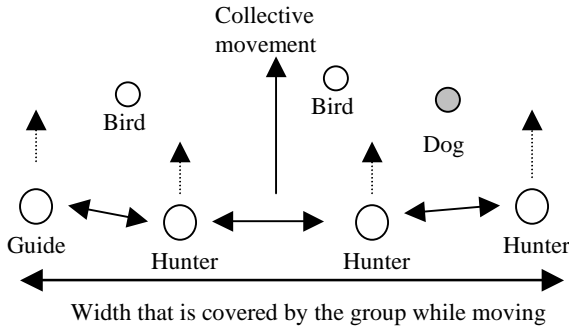 Collective
movement
Bird
Bird
Dog
Guide
Hunter
Hunter
Hunter
Width that is covered by the group while moving